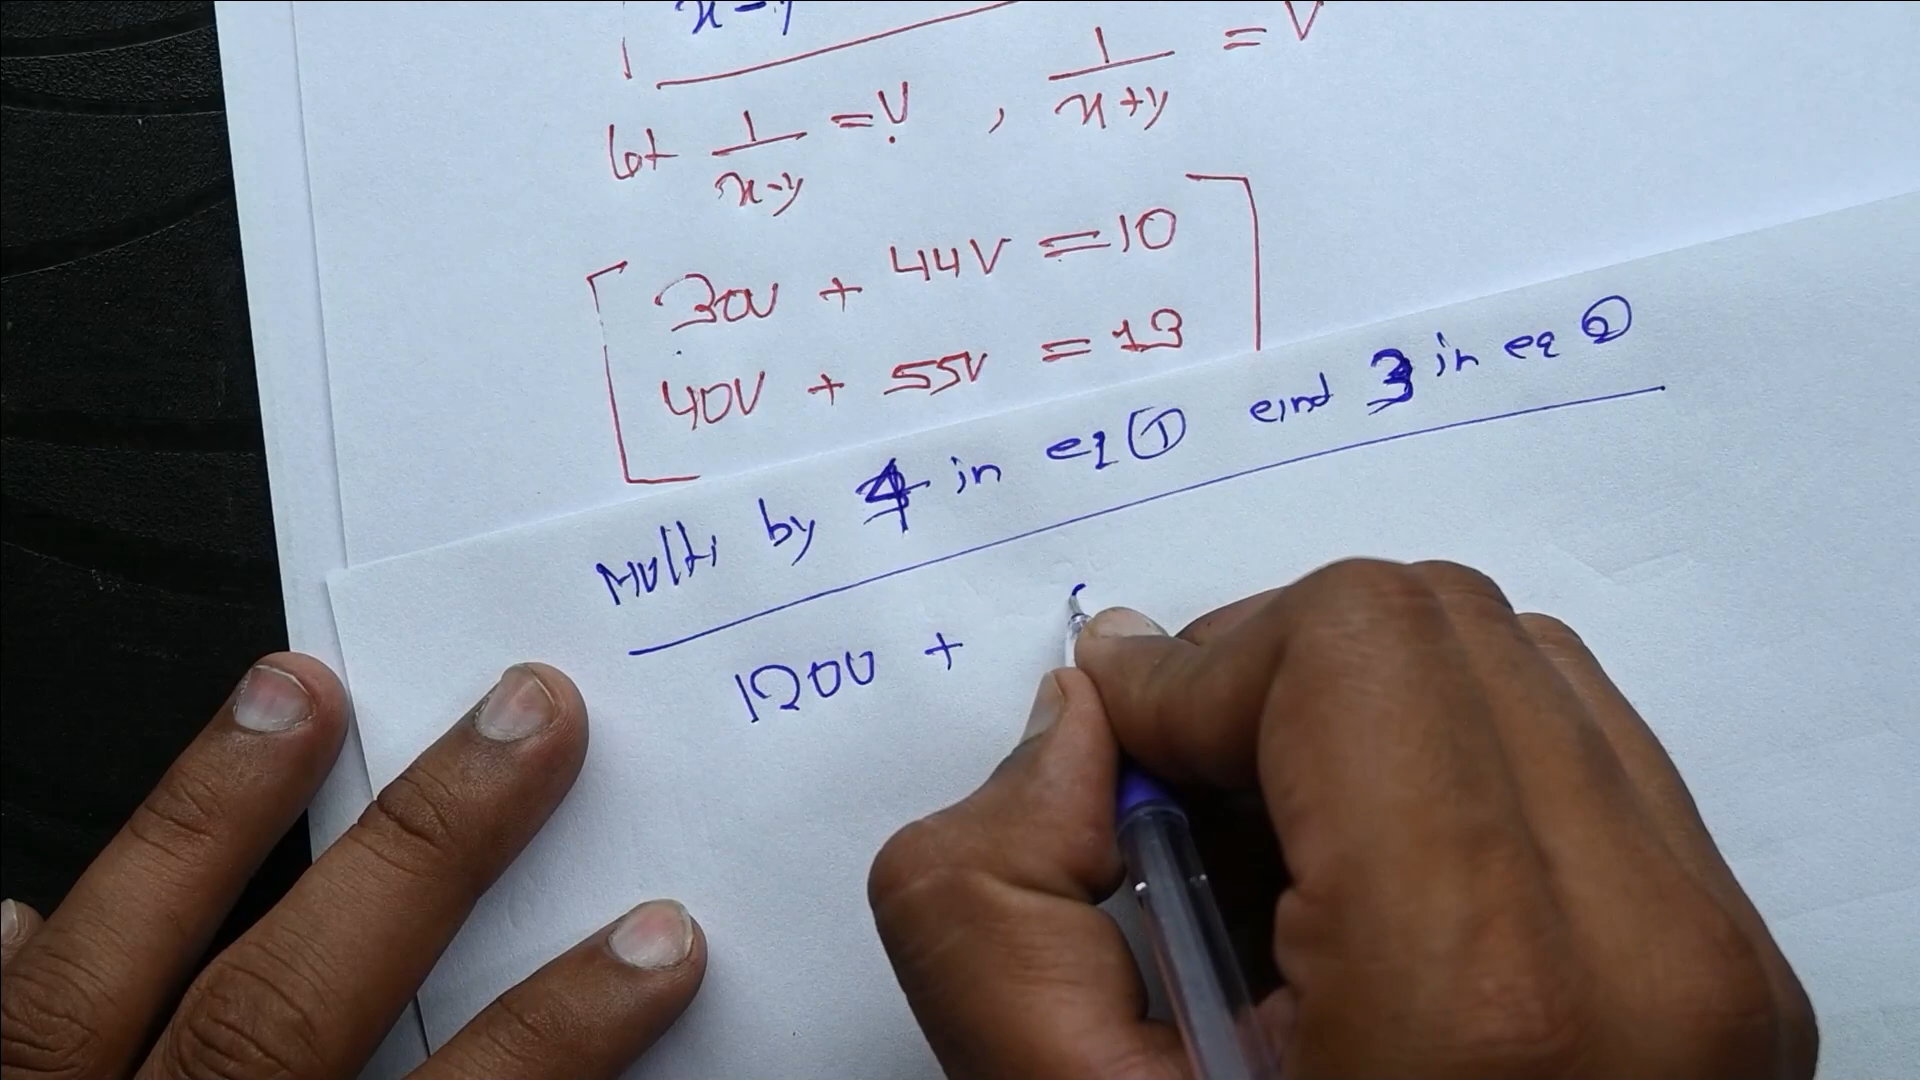 x-y
let 1/x-y = U , 1/x+y = V
30U + 44V = 10
40U + 55V = 13
Multi by 4 in eq ① and 3 in eq ②
120U +